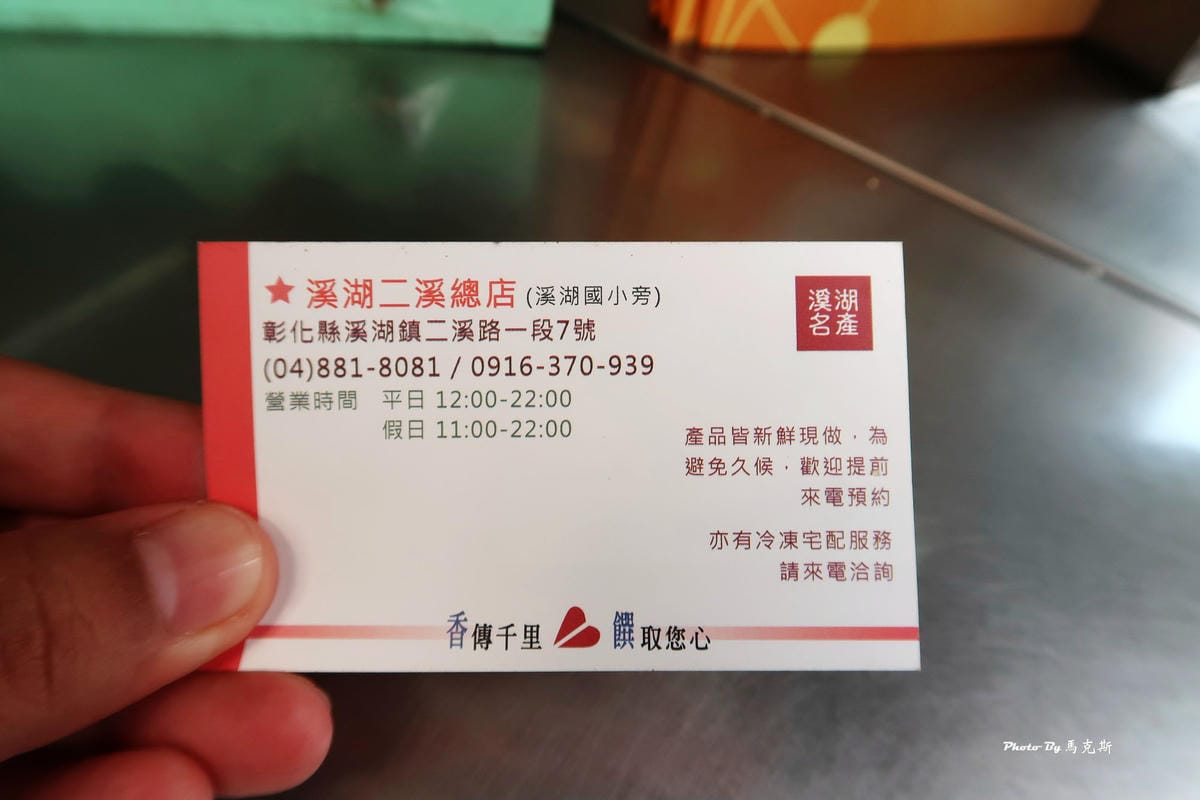 ★溪湖二溪總店(溪湖國小旁)
彰化縣溪湖鎮二溪路一段7號
(04)881-8081 / 0916-370-939
營業時間 平日 12:00-22:00
假日 11:00-22:00
溪湖
名產
產品皆新鮮現做，為
避免久候，歡迎提前
來電預約
亦有冷凍宅配服務
請來電洽詢
香傳千里 饌取您心
Photo By 馬克斯